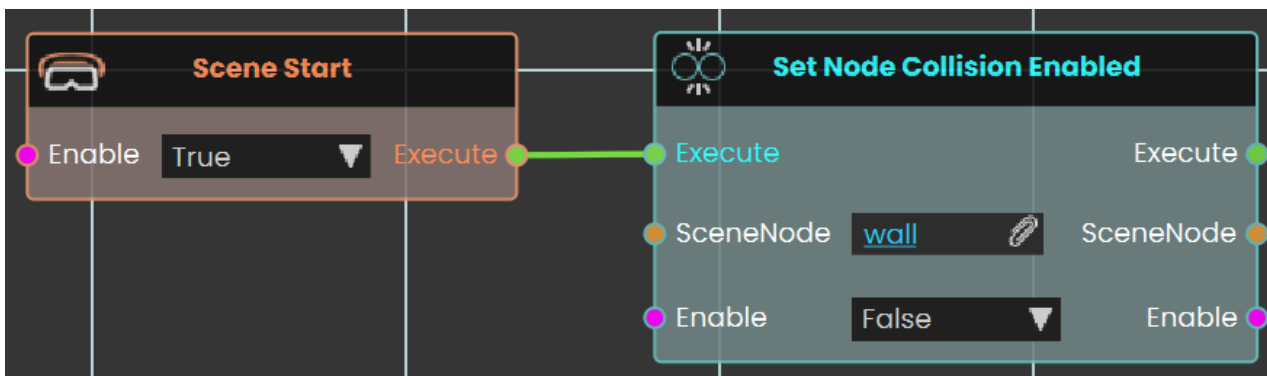 Scene Start
Enable True Execute
Set Node Collision Enabled
Execute Execute
SceneNode wall SceneNode
Enable False Enable